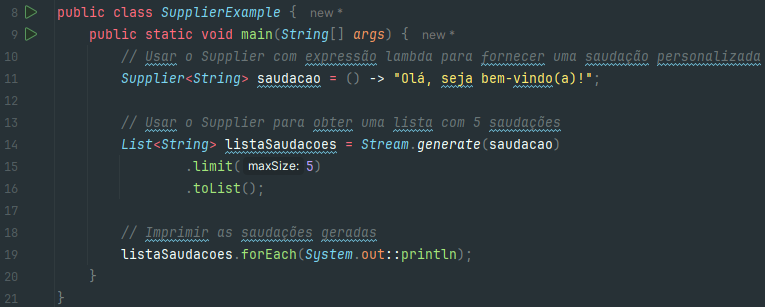 8 public class SupplierExample { new *
9 public static void main(String[] args) { new *
10 // Usar o Supplier com expressão lambda para fornecer uma saudação personalizada
11 Supplier<String> saudacao = () -> "Olá, seja bem-vindo(a)!";
12
13 // Usar o Supplier para obter uma lista com 5 saudações
14 List<String> listaSaudacoes = Stream.generate(saudacao)
15 .limit( maxSize: 5)
16 .toList();
17
18 // Imprimir as saudações geradas
19 listaSaudacoes.forEach(System.out::println);
20 }
21 }